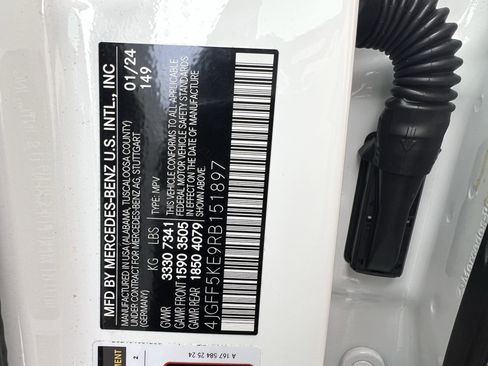 MFD BY MERCEDES-BENZ U.S. INTL., INC
MANUFACTURED IN USA (ALABAMA, TUSCALOOSA COUNTY)
UNDER CONTRACT FOR MERCEDES-BENZ AG, STUTTGART
01/24
149
KG LBS TYPE: MPV
GVWR 3330 7341
GAWR FRONT 1590 3505
GAWR REAR 1850 4079
THIS VEHICLE CONFORMS TO ALL APPLICABLE
FEDERAL MOTOR VEHICLE SAFETY STANDARDS
IN EFFECT ON THE DATE OF MANUFACTURE
4JGFF5KE9RB151897
A 167 584 25 24
2